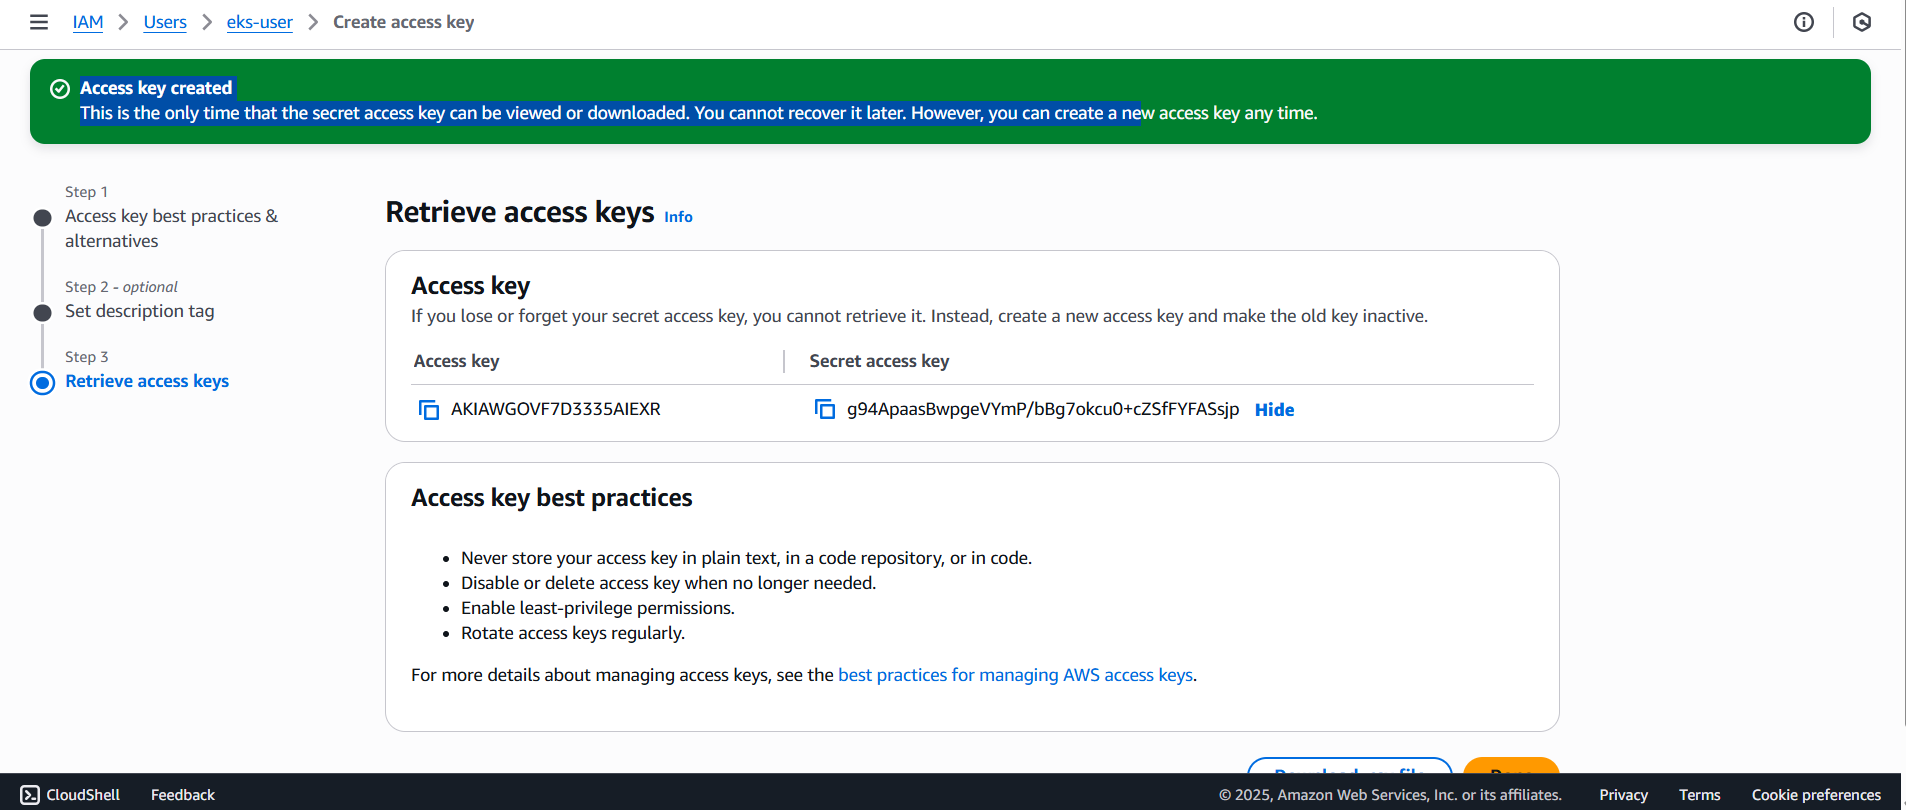 IAM > Users > eks-user > Create access key
Access key created
This is the only time that the secret access key can be viewed or downloaded. You cannot recover it later. However, you can create a new access key any time.
Step 1
Access key best practices &
alternatives
Step 2 - optional
Set description tag
Step 3
Retrieve access keys
Retrieve access keys Info
Access key
If you lose or forget your secret access key, you cannot retrieve it. Instead, create a new access key and make the old key inactive.
Access key Secret access key
AKIAWGOVF7D3335AIEXR g94ApaasBwpgeVYmP/bBg7okcu0+cZSfFYFASsjp Hide
Access key best practices
• Never store your access key in plain text, in a code repository, or in code.
• Disable or delete access key when no longer needed.
• Enable least-privilege permissions.
• Rotate access keys regularly.
For more details about managing access keys, see the best practices for managing AWS access keys.
CloudShell Feedback © 2025, Amazon Web Services, Inc. or its affiliates. Privacy Terms Cookie preferences